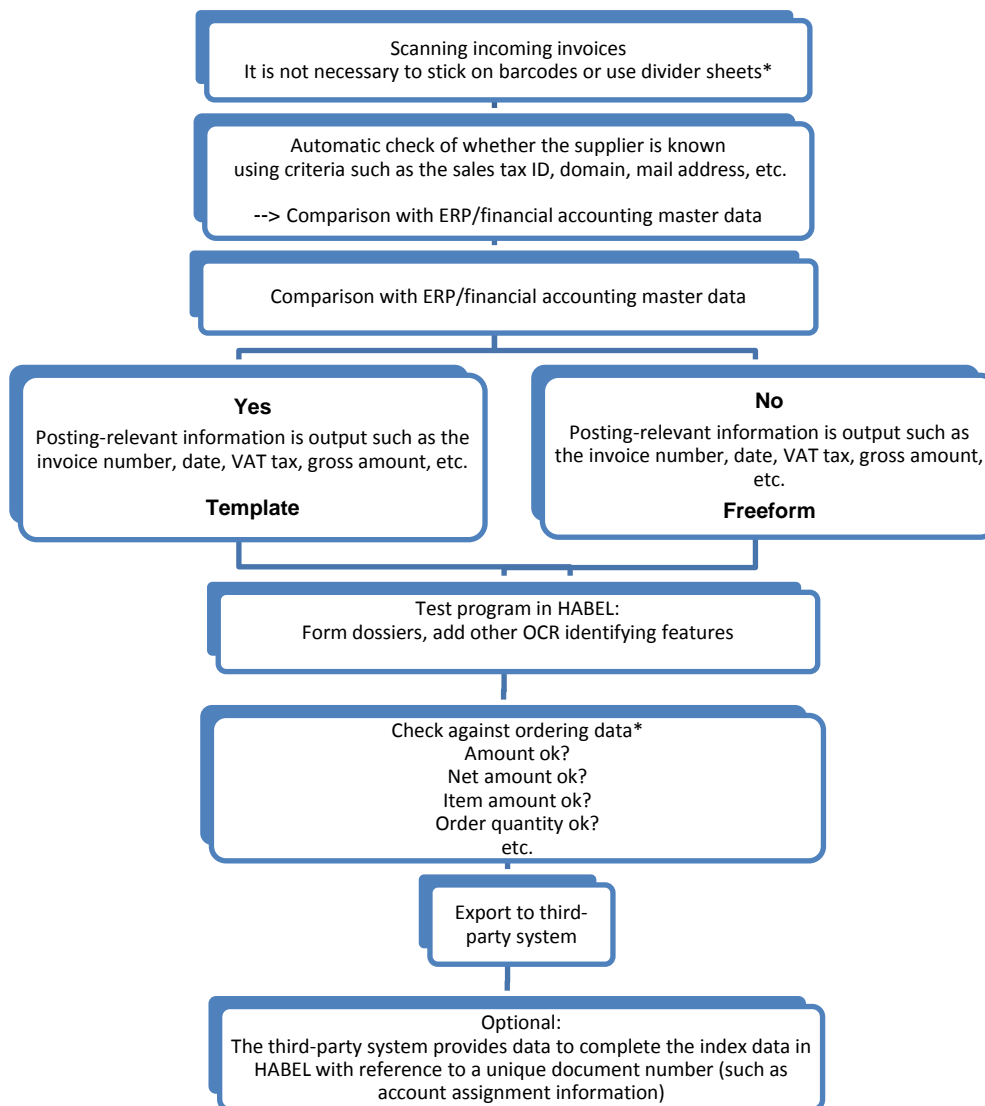 Scanning incoming invoices
It is not necessary to stick on barcodes or use divider sheets*
Automatic check of whether the supplier is known
using criteria such as the sales tax ID, domain, mail address, etc.
--> Comparison with ERP/financial accounting master data
Comparison with ERP/financial accounting master data
Yes
Posting-relevant information is output such as the
invoice number, date, VAT tax, gross amount, etc.
Template
No
Posting-relevant information is output such as
the invoice number, date, VAT tax, gross amount,
etc.
Freeform
Test program in HABEL:
Form dossiers, add other OCR identifying features
Check against ordering data*
Amount ok?
Net amount ok?
Item amount ok?
Order quantity ok?
etc.
Export to third-
party system
Optional:
The third-party system provides data to complete the index data in
HABEL with reference to a unique document number (such as
account assignment information)